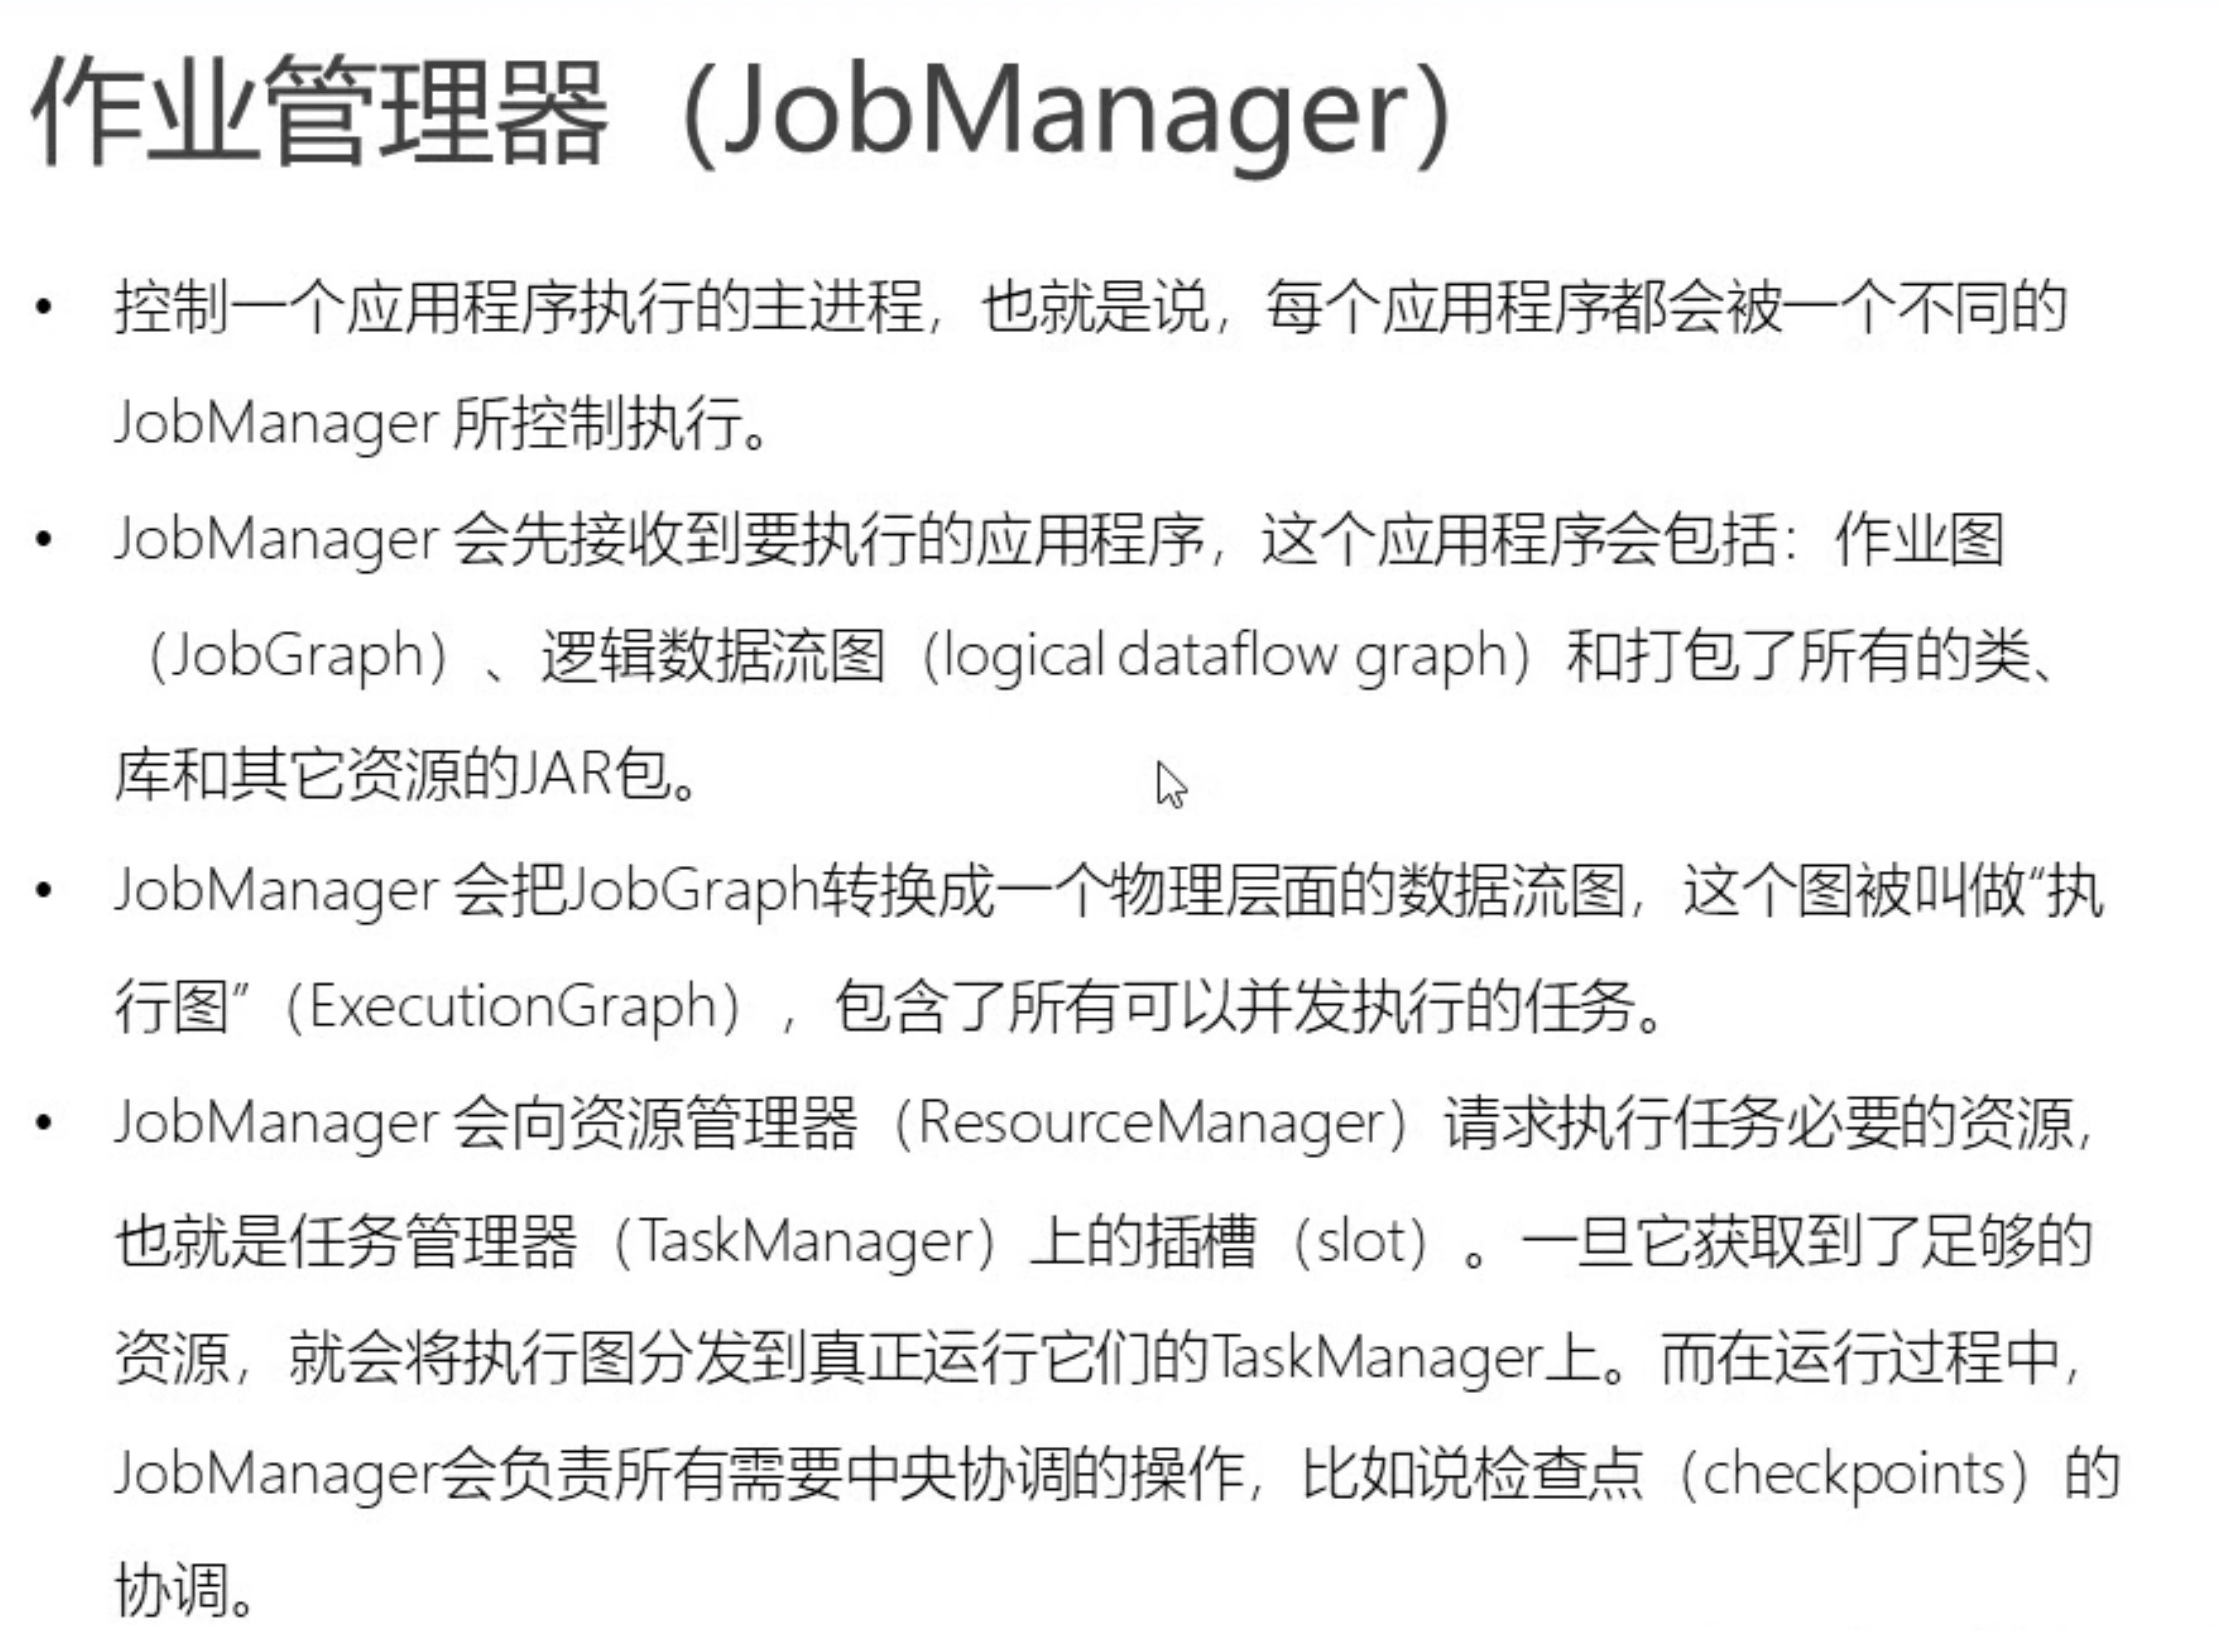 作业管理器（JobManager）
• 控制一个应用程序执行的主进程，也就是说，每个应用程序都会被一个不同的
JobManager 所控制执行。
• JobManager 会先接收到要执行的应用程序，这个应用程序会包括：作业图
（JobGraph）、逻辑数据流图（logical dataflow graph）和打包了所有的类、
库和其它资源的JAR包。
• JobManager 会把JobGraph转换成一个物理层面的数据流图，这个图被叫做“执
行图”（ExecutionGraph），包含了所有可以并发执行的任务。
• JobManager 会向资源管理器（ResourceManager）请求执行任务必要的资源，
也就是任务管理器（TaskManager）上的插槽（slot）。一旦它获取到了足够的
资源，就会将执行图分发到真正运行它们的TaskManager上。而在运行过程中，
JobManager会负责所有需要中央协调的操作，比如说检查点（checkpoints）的
协调。